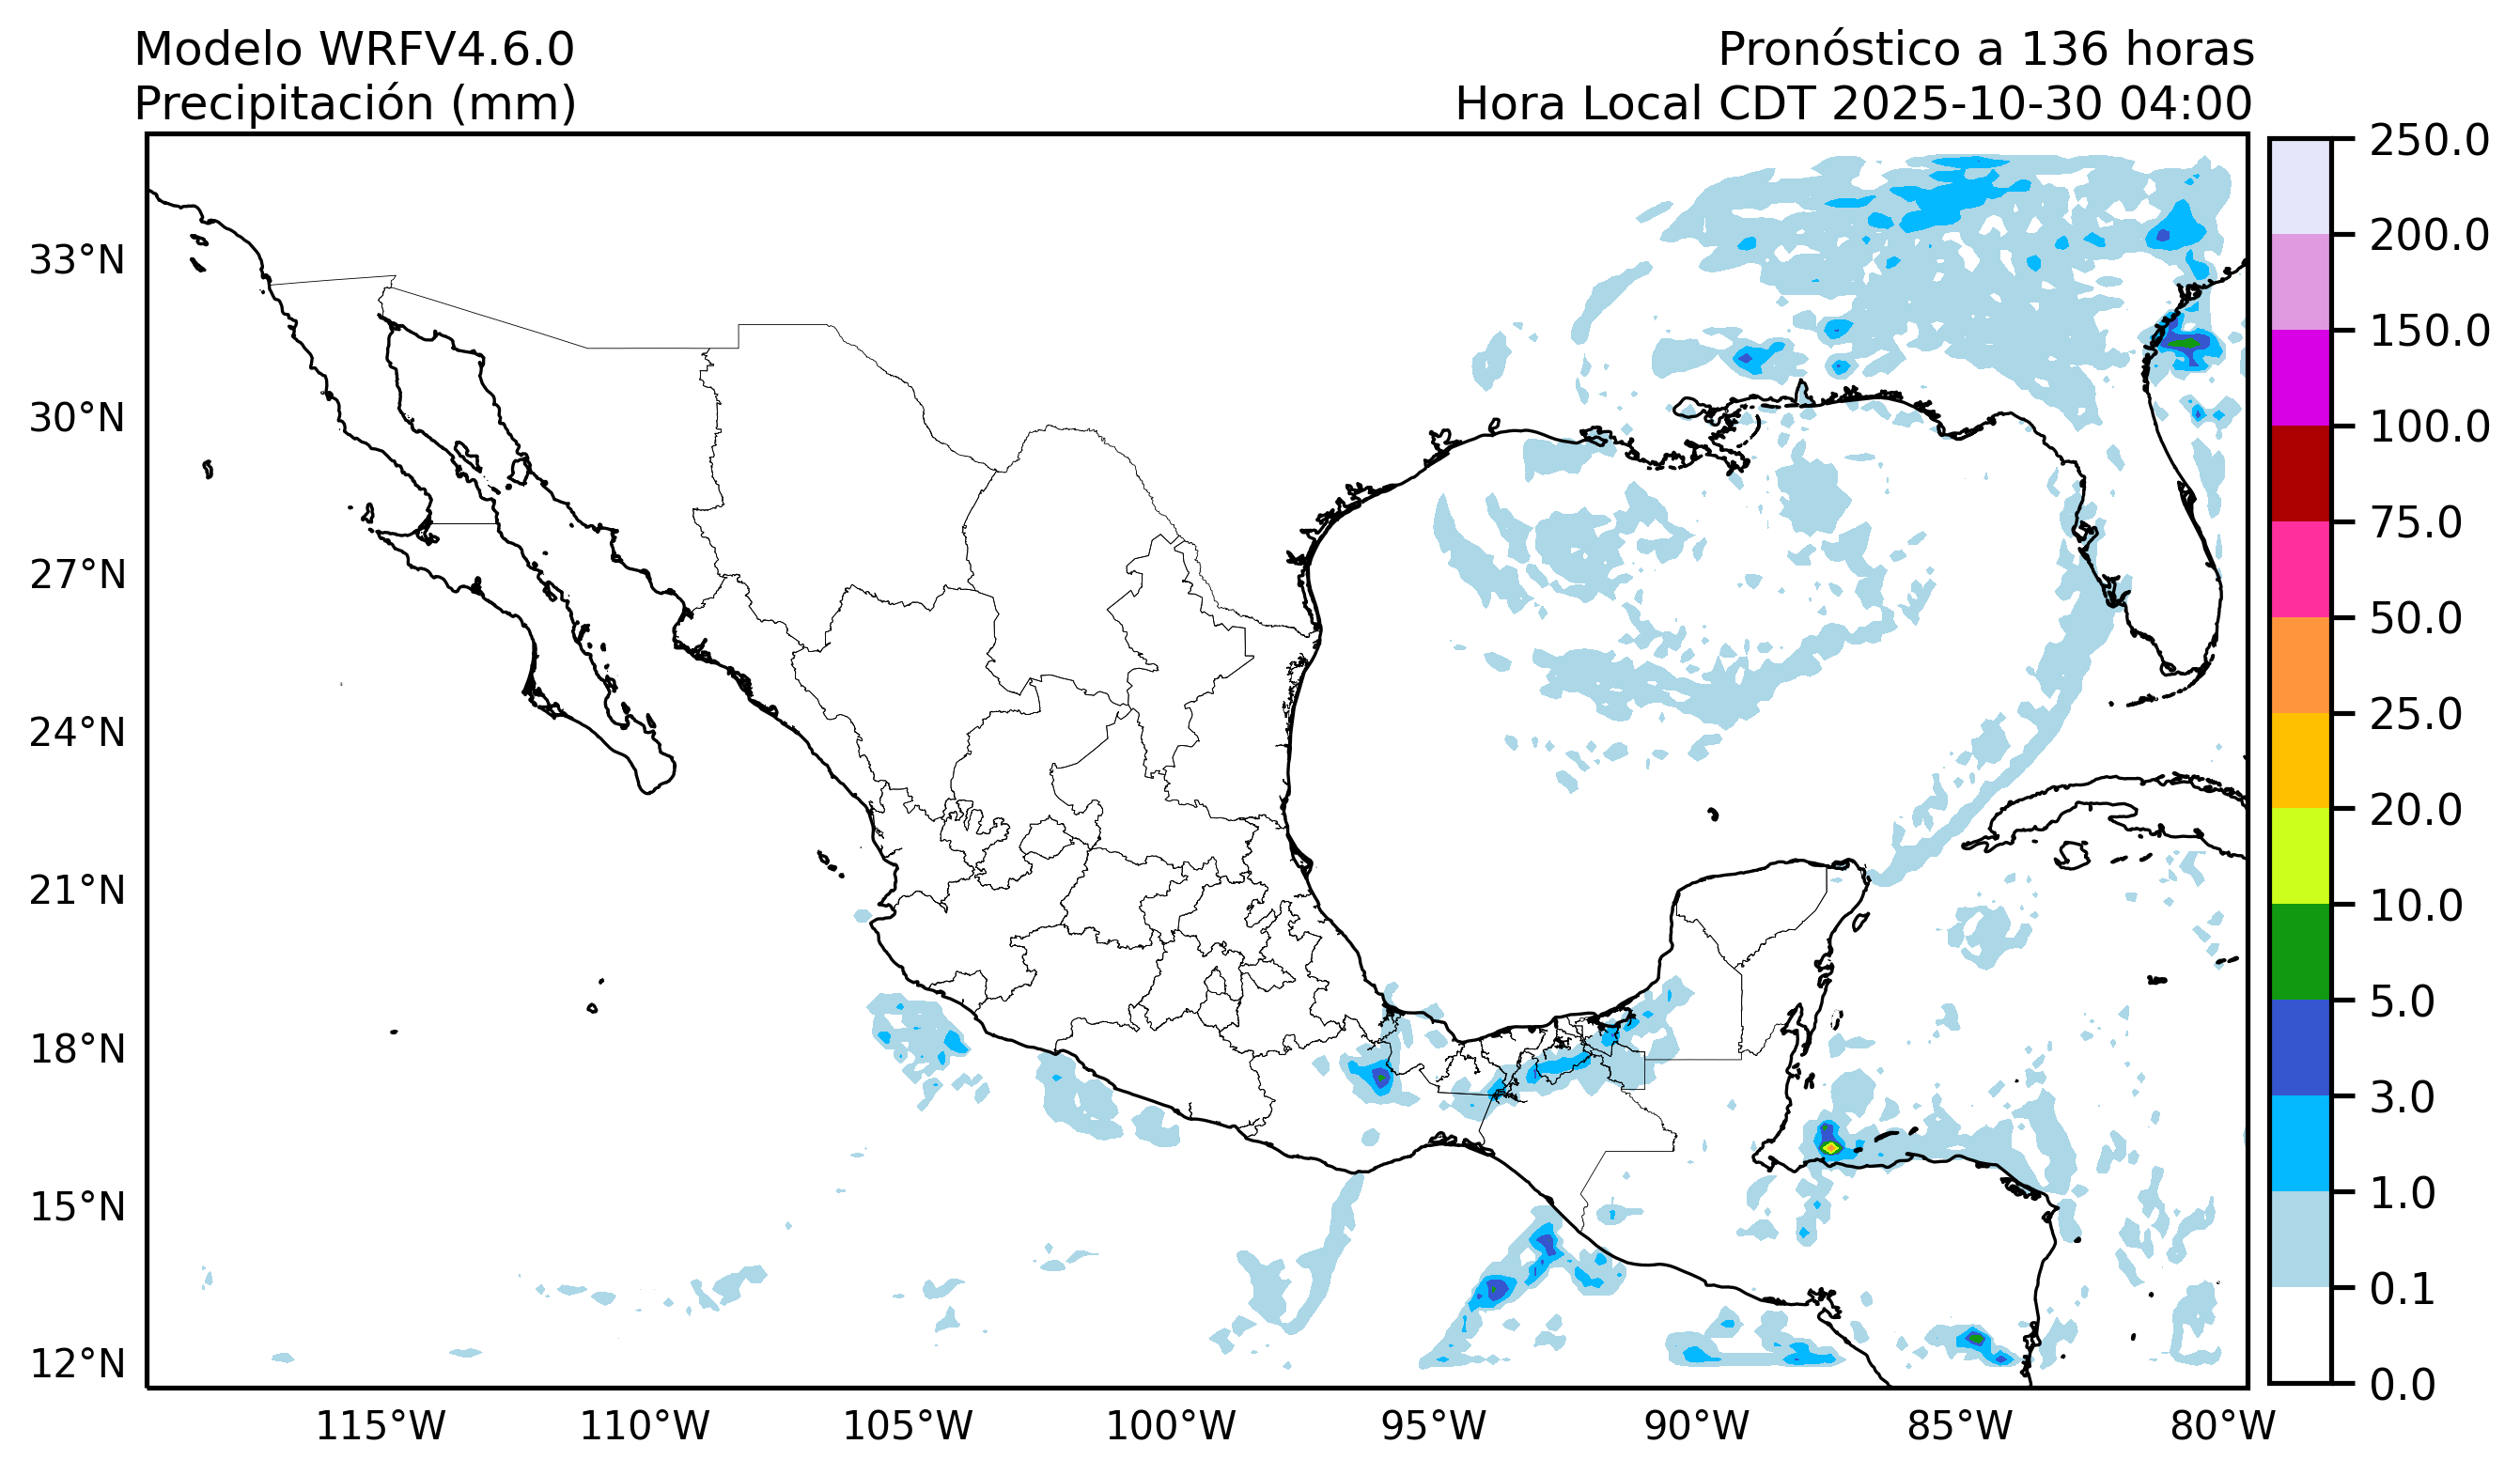 Modelo WRFV4.6.0
Precipitación (mm)
Pronóstico a 136 horas
Hora Local CDT 2025-10-30 04:00
33°N
30°N
27°N
24°N
21°N
18°N
15°N
12°N
115°W
110°W
105°W
100°W
95°W
90°W
85°W
80°W
250.0
200.0
150.0
100.0
75.0
50.0
25.0
20.0
10.0
5.0
3.0
1.0
0.1
0.0